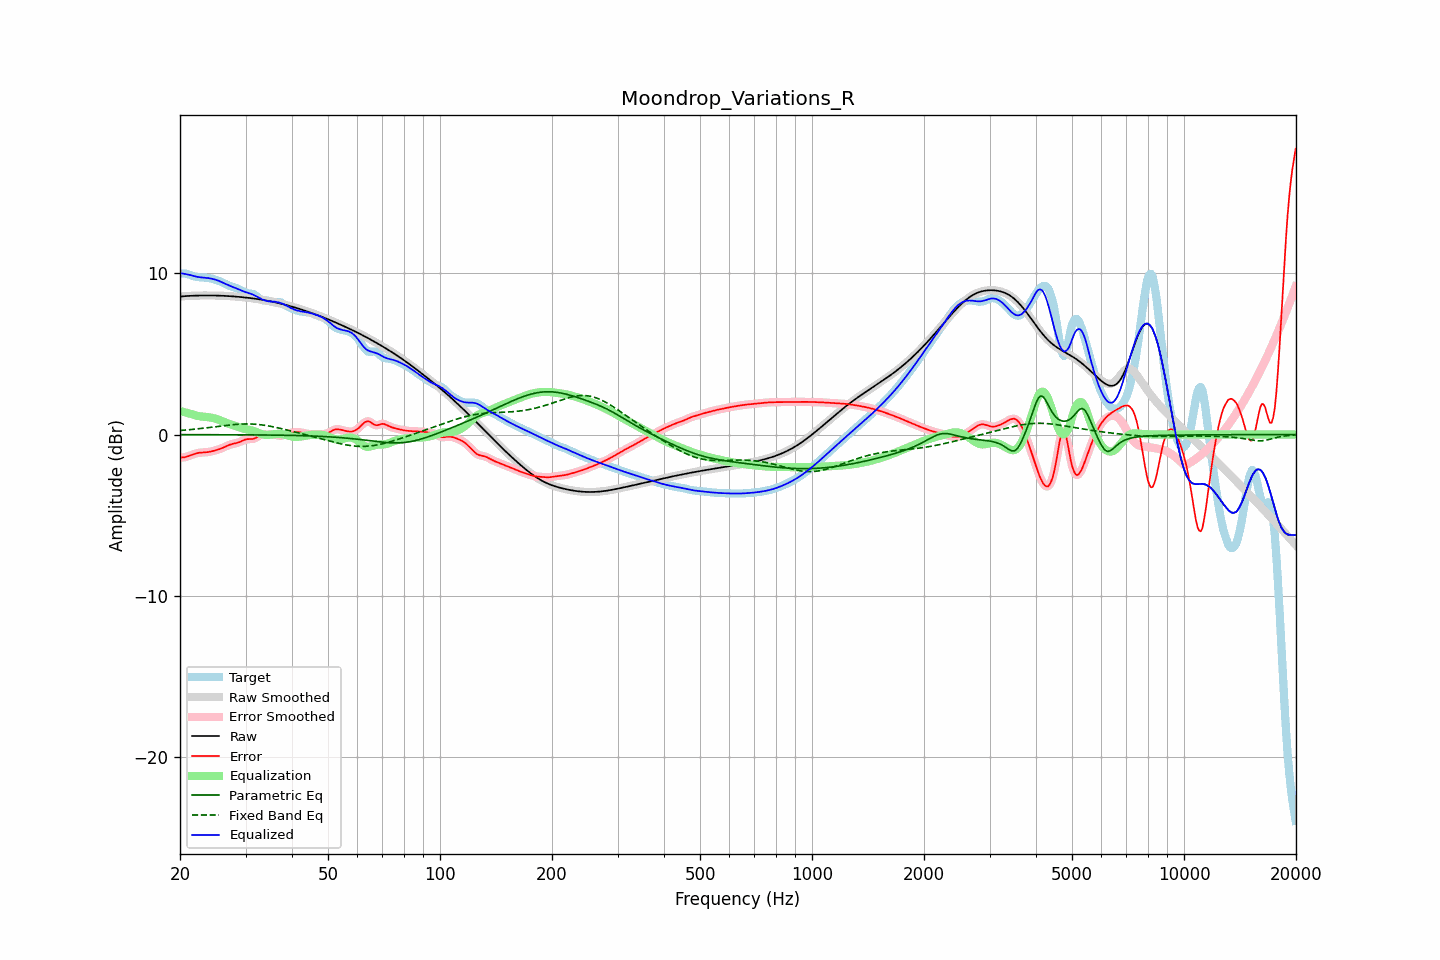 Moondrop_Variations_R
Amplitude (dBr)
10
0
−10
−20
Target
Raw Smoothed
Error Smoothed
Raw
Error
Equalization
Parametric Eq
Fixed Band Eq
Equalized
20 50 100 200 500 1000 2000 5000 10000 20000
Frequency (Hz)